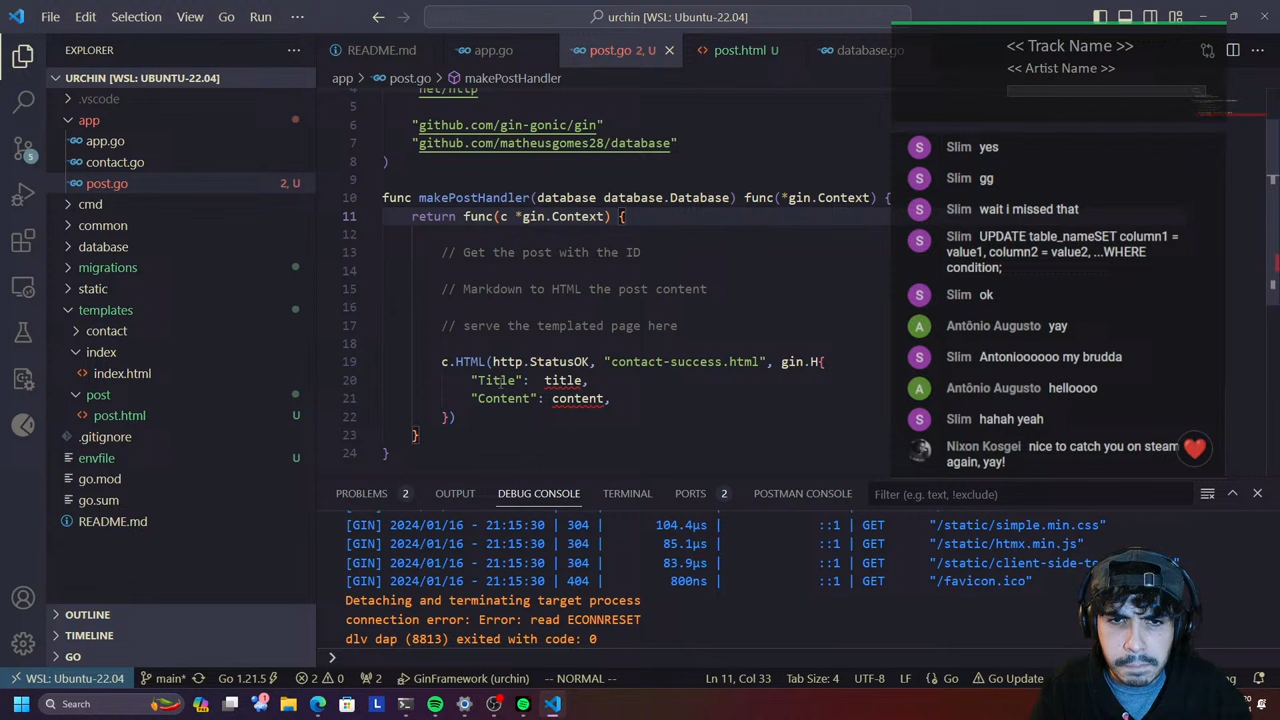 File Edit Selection View Go Run ···
urchin [WSL: Ubuntu-22.04]
EXPLORER
README.md app.go post.go 2, U post.html U database.go
URCHIN [WSL: UBUNTU-22.04]
app > post.go > makePostHandler
.vscode
app
app.go
contact.go
post.go 2, U
cmd
common
database
migrations
static
templates
contact
index
index.html
post
post.html U
.gitignore
envfile U
go.mod
go.sum
README.md
OUTLINE
TIMELINE
GO
4 "net/http"
5
6 "github.com/gin-gonic/gin"
7 "github.com/matheusgomes28/database"
8 )
9
10 func makePostHandler(database database.Database) func(*gin.Context) {
11 return func(c *gin.Context) {
12
13 // Get the post with the ID
14
15 // Markdown to HTML the post content
16
17 // serve the templated page here
18
19 c.HTML(http.StatusOK, "contact-success.html", gin.H{
20 "Title": title,
21 "Content": content,
22 })
23 }
24 }
<< Track Name >>
<< Artist Name >>
S Slim yes
S Slim gg
S Slim wait i missed that
S Slim UPDATE table_nameSET column1 =
value1, column2 = value2, ...WHERE
condition;
S Slim ok
A Antônio Augusto yay
S Slim Antonioooooo my brudda
A Antônio Augusto helloooo
S Slim hahah yeah
Nixon Kosgei nice to catch you on steam
again, yay!
PROBLEMS 2 OUTPUT DEBUG CONSOLE TERMINAL PORTS 2 POSTMAN CONSOLE Filter (e.g. text, !exclude)
[GIN] 2024/01/16 - 21:15:30 | 304 | 104.4µs | ::1 | GET "/static/simple.min.css"
[GIN] 2024/01/16 - 21:15:30 | 304 | 85.1µs | ::1 | GET "/static/htmx.min.js"
[GIN] 2024/01/16 - 21:15:30 | 304 | 83.9µs | ::1 | GET
[GIN] 2024/01/16 - 21:15:30 | 404 | 800ns | ::1 | GET "/favicon.ico"
Detaching and terminating target process
connection error: Error: read ECONNRESET
dlv dap (8813) exited with code: 0
WSL: Ubuntu-22.04 main* Go 1.21.5 2 0 2 GinFramework (urchin) -- NORMAL -- Ln 11, Col 33 Tab Size: 4 UTF-8 LF Go Go Update
Search